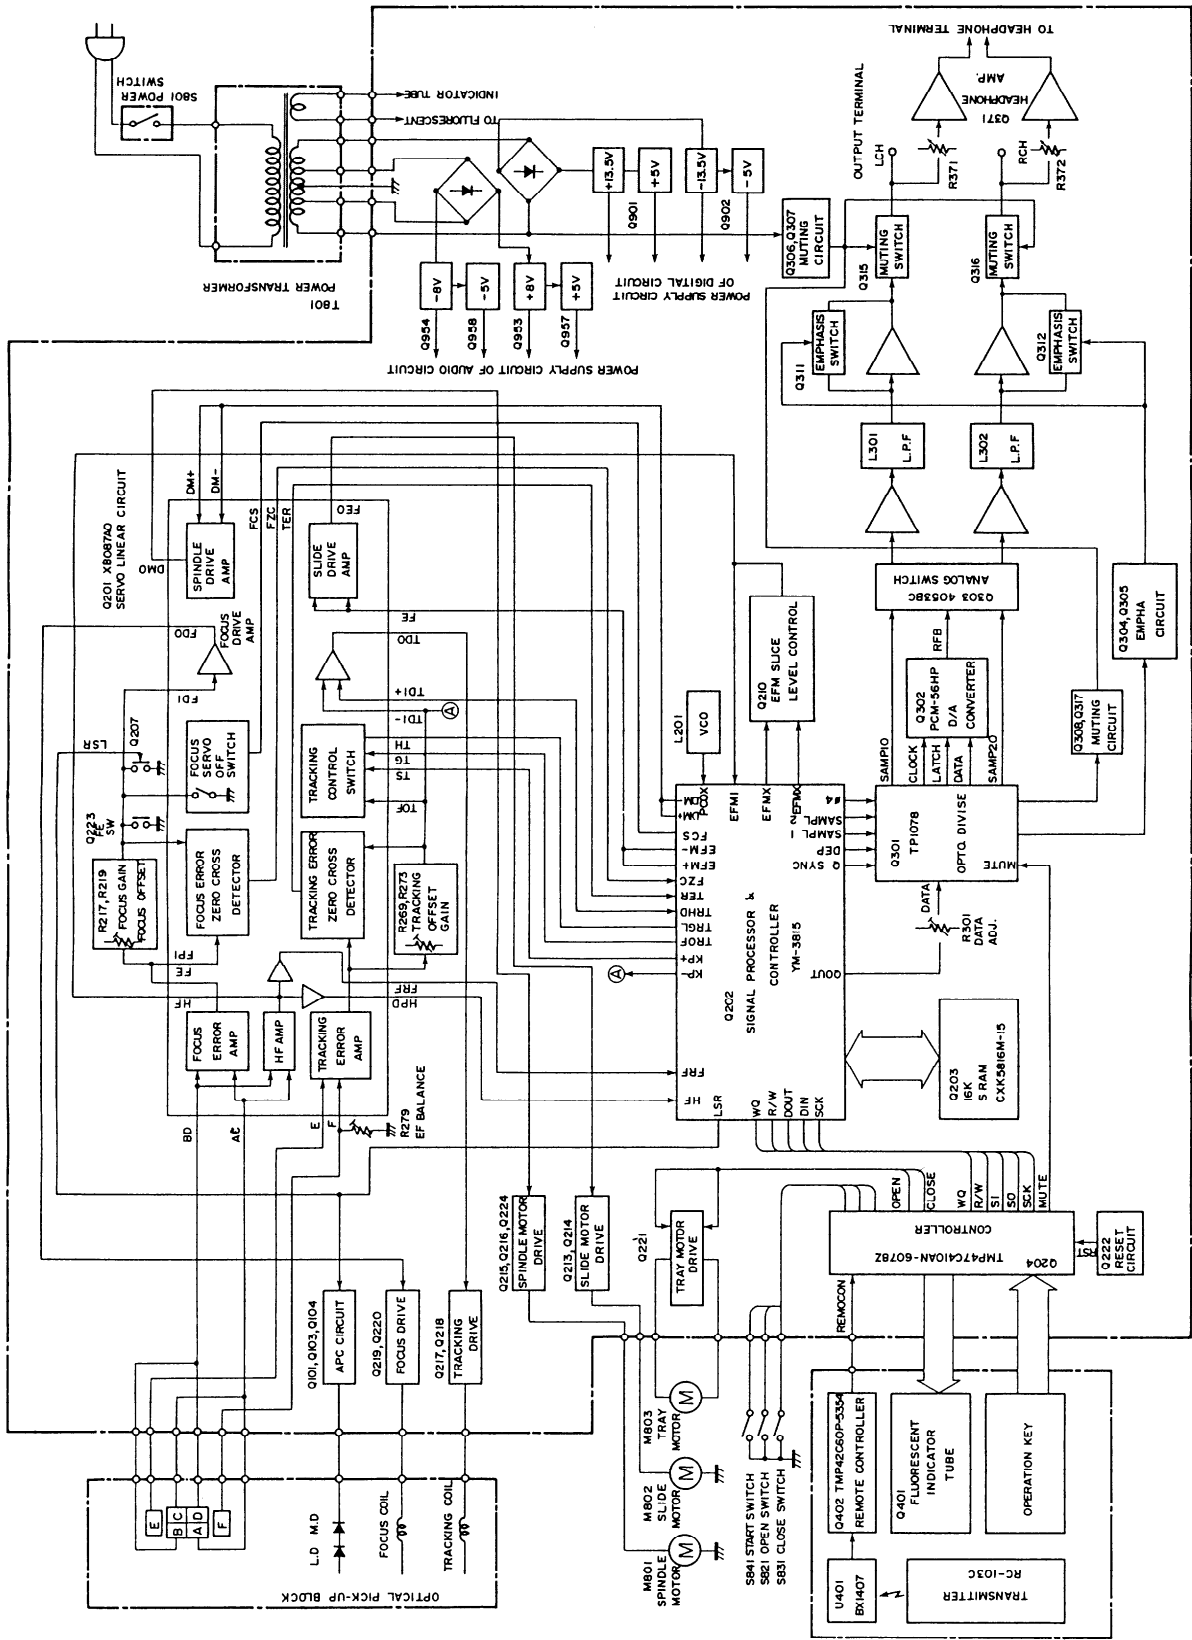 S801 POWER
SWITCH
T801
POWER TRANSFORMER
TO FLUORESCENT
INDICATOR TUBE
Q954
-8V
Q958
-5V
Q953
+8V
Q957
+5V
POWER SUPPLY CIRCUIT OF AUDIO CIRCUIT
+13.5V
Q901
+5V
-13.5V
Q902
-5V
POWER SUPPLY CIRCUIT
OF DIGITAL CIRCUIT
Q306, Q307
MUTING
CIRCUIT
Q315
MUTING
SWITCH
Q316
MUTING
SWITCH
OUTPUT TERMINAL
LCH
RCH
R371
R372
Q371
HEADPHONE
AMP.
TO HEADPHONE TERMINAL
Q311
EMPHASIS
SWITCH
Q312
EMPHASIS
SWITCH
L301
L.P.F
L302
L.P.F
Q303 4053BC
ANALOG SWITCH
Q304, Q305
EMPHA
CIRCUIT
Q308, Q317
MUTING
CIRCUIT
Q302
PCM-56HP
D/A
CONVERTER
RFB
SAMP10
CLOCK
LATCH
DATA
SAMP20
Q301
TP1078
OPTO. DIVISE
MUTE
DATA
R301
DATA
ADJ.
Ø4
SAMPL
2
SAMPL 1
DEP
Q SYNC
QOUT
Q201 XB087A0
SERVO LINEAR CIRCUIT
DM+
DM-
DMO
SPINDLE
DRIVE
AMP
FCS
FZC
TER
FEO
SLIDE
DRIVE
ANP
FE
FDO
FOCUS
DRIVE
AMP
FDI
LSR
Q207
FOCUS
SERVO
OFF
SWITCH
Q223
FE
SW
R217, R219
FOCUS GAIN
FOCUS OFFSET
FOCUS ERROR
ZERO CROSS
DETECTOR
FPI
FE
HF
FOCUS
ERROR
AMP
HF AMP
TRACKING
ERROR
AMP
FRF
HPD
TDO
TDI+
TDI-
A
TH
TG
TS
TOF
TRACKING
CONTROL
SWITCH
TRACKING ERROR
ZERO CROSS
DETECTOR
R269, R273
TRACKING
OFFSET
GAIN
BD
AC
E
F
R279
EF BALANCE
L201
VCO
Q210
EFM SLICE
LEVEL CONTROL
PCOX
EFMI
EFMX
EFMX
DM-
DM+
FCS
EFM-
EFM+
FZC
TER
TRHD
TRGL
TROF
KP+
KP-
A
FRF
HF
LSR
Q202
SIGNAL PROCESSOR &
CONTROLLER
YM-3815
WQ
R/W
DOUT
DIN
SCK
Q203
16K
S RAN
CXK5816M-15
Q215, Q216, Q224
SPINDLE MOTOR
DRIVE
Q213, Q214
SLIDE MOTOR
DRIVE
Q221
TRAY MOTOR
DRIVE
OPEN
CLOSE
WQ
R/W
SI
SO
SCK
MUTE
CONTROLLER
TMP47C410AN-6078Z
Q204
RST
Q222
RESET
CIRCUIT
REMOCON
Q101, Q103, Q104
APC CIRCUIT
Q219, Q220
FOCUS DRIVE
Q217, Q218
TRACKING
DRIVE
E
B C
A D
F
L.D M.D
FOCUS COIL
TRACKING COIL
OPTICAL PICK-UP BLOCK
M803
TRAY
MOTOR
M
M802
SLIDE
MOTOR
M
M801
SPINDLE
MOTOR
M
S841 START SWITCH
S821 OPEN SWITCH
S831 CLOSE SWITCH
Q402 TMP42C60P-5354
REMOTE CONTROLLER
Q401
FLUORESCENT
INDICATOR
TUBE
OPERATION KEY
U401
BX1407
TRANSMITTER
RC-103C